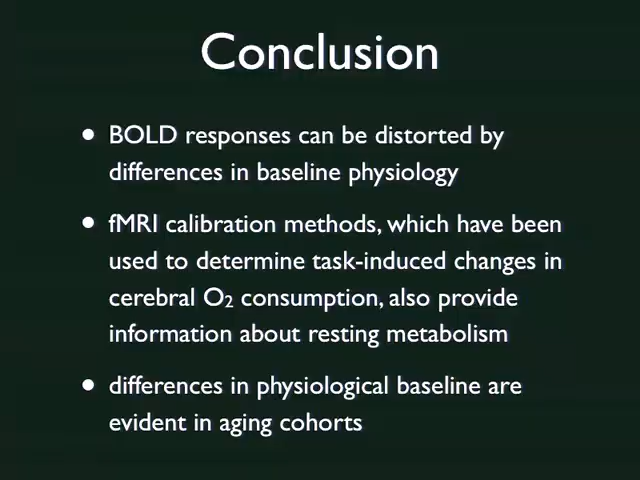 Conclusion
• BOLD responses can be distorted by
differences in baseline physiology
• fMRI calibration methods, which have been
used to determine task-induced changes in
cerebral O₂ consumption, also provide
information about resting metabolism
• differences in physiological baseline are
evident in aging cohorts